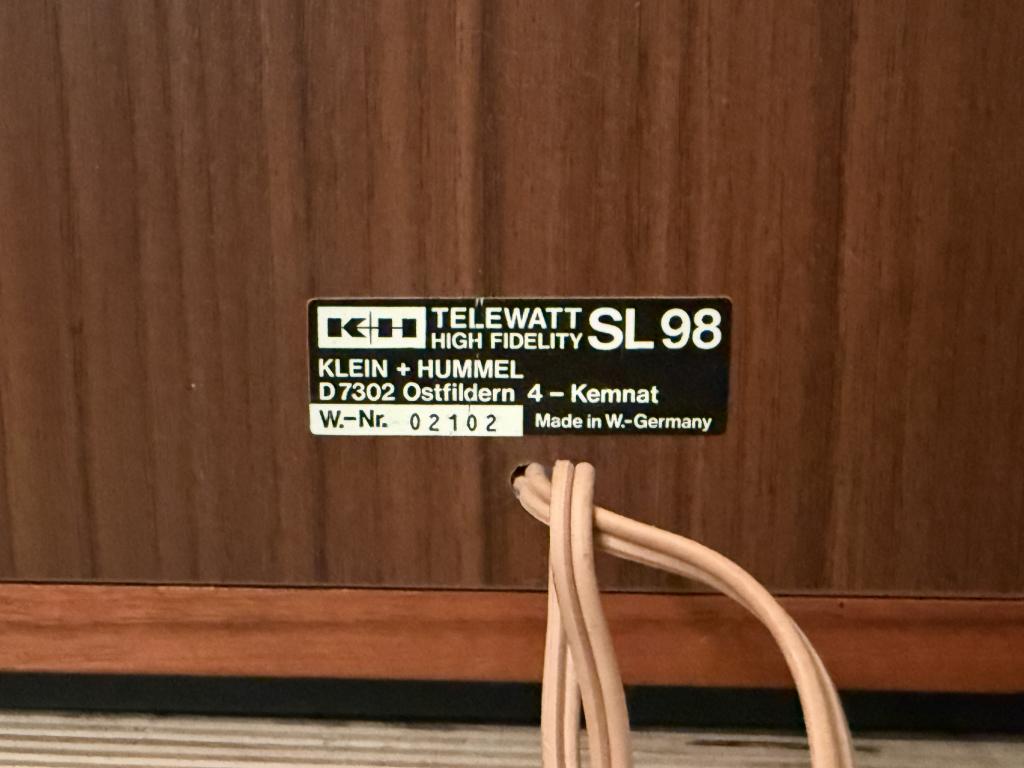 K+H TELEWATT SL 98
HIGH FIDELITY
KLEIN + HUMMEL
D 7302 Ostfildern 4 – Kemnat
W.-Nr. 02102 Made in W.-Germany